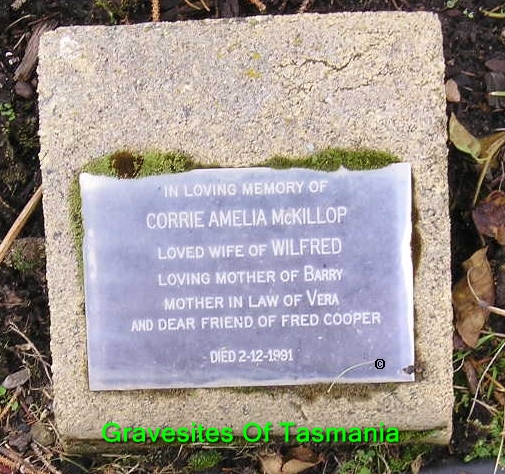 IN LOVING MEMORY OF
CORRIE AMELIA McKILLOP
LOVED WIFE OF WILFRED
LOVING MOTHER OF BARRY
MOTHER IN LAW OF VERA
AND DEAR FRIEND OF FRED COOPER
DIED 2-12-1991
©
Gravesites Of Tasmania